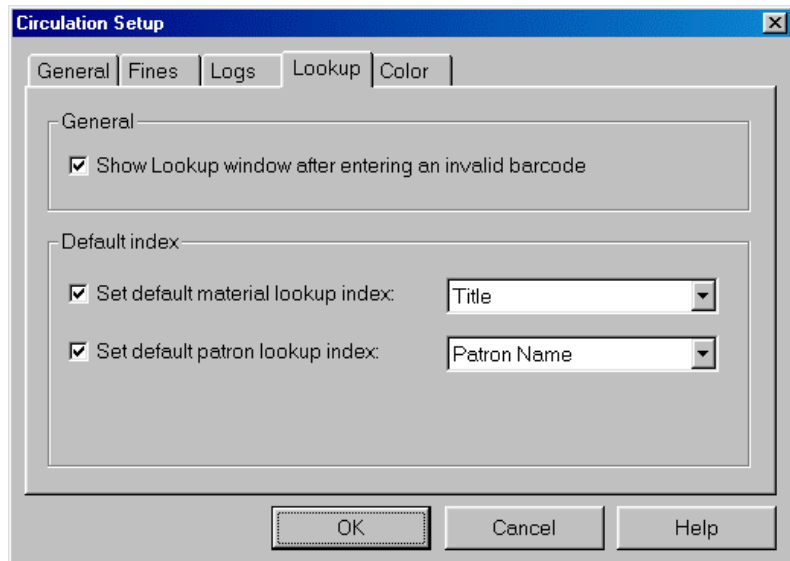 Circulation Setup
General Fines Logs Lookup Color
General
Show Lookup window after entering an invalid barcode
Default index
Set default material lookup index: Title
Set default patron lookup index: Patron Name
OK Cancel Help